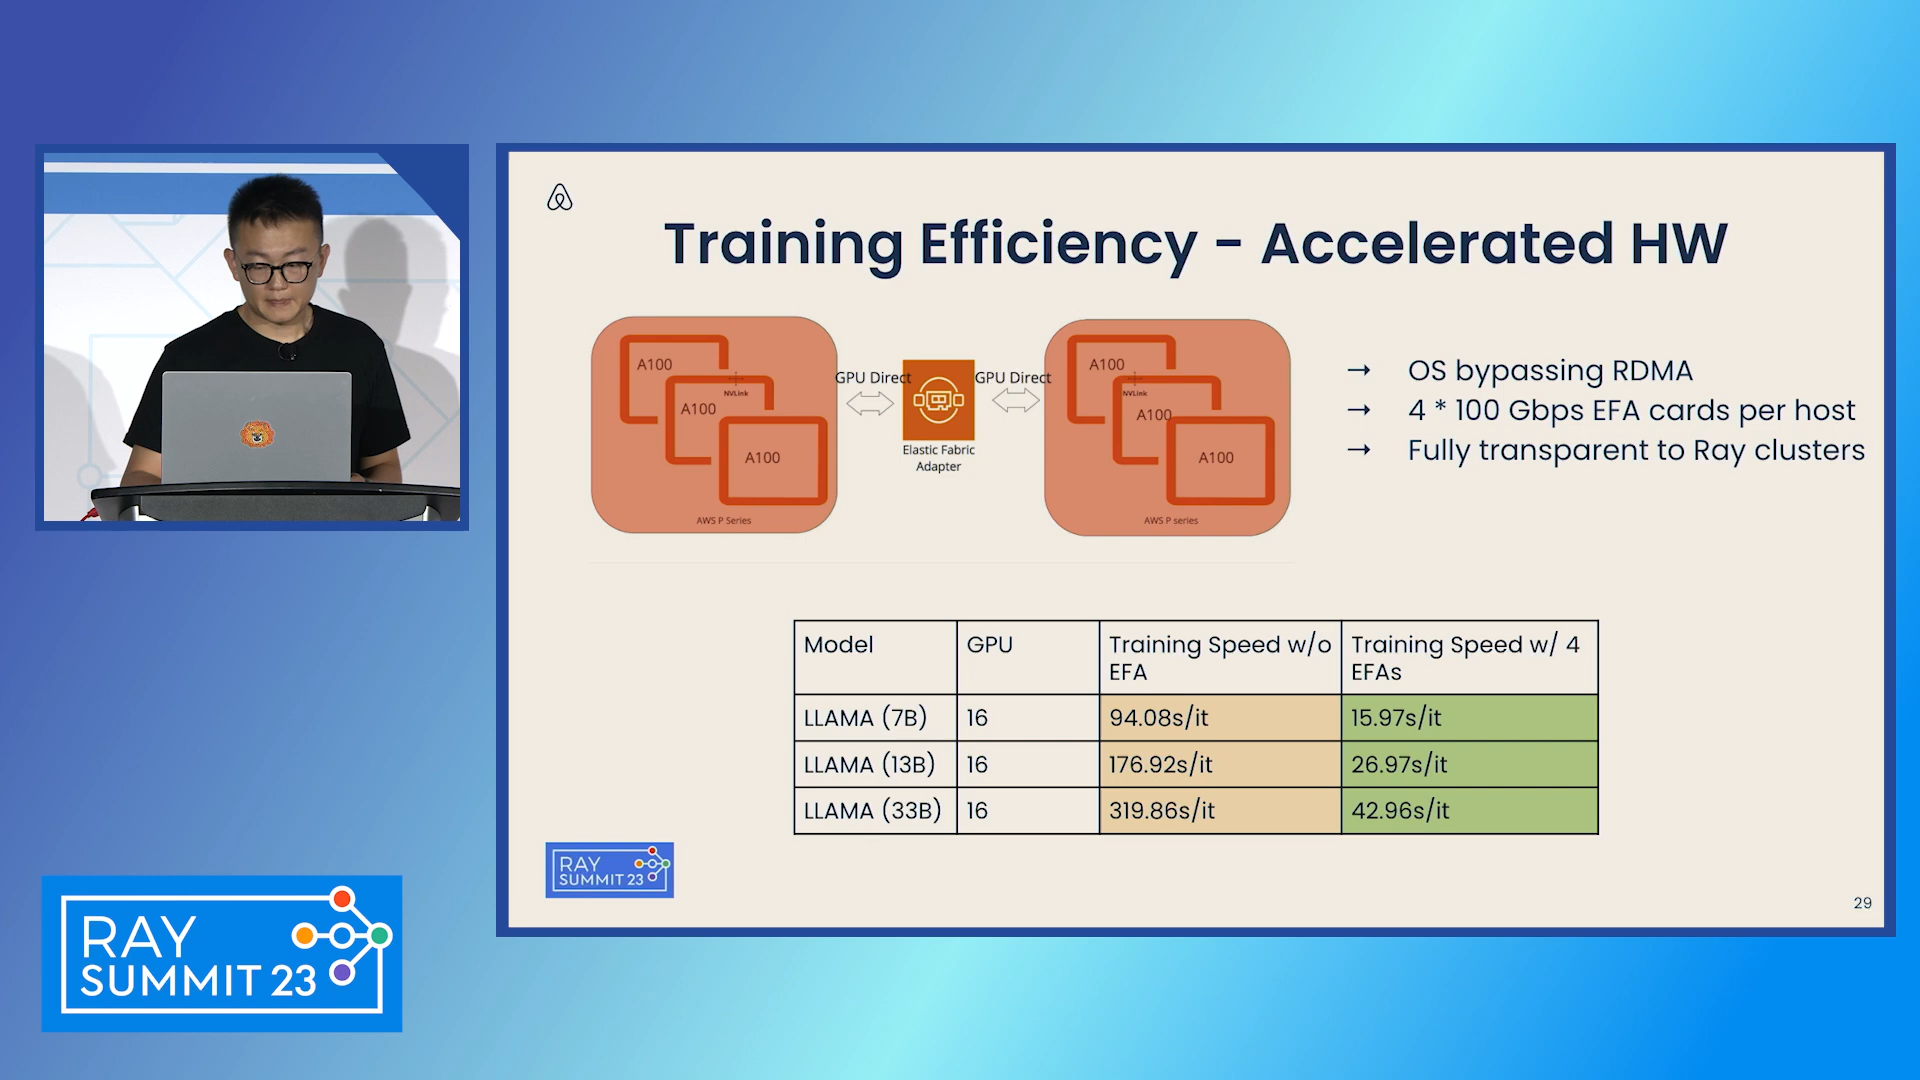 Training Efficiency - Accelerated HW
A100
A100
A100
NVLink
AWS P Series
GPU Direct
GPU Direct
Elastic Fabric
Adapter
A100
A100
A100
NVLink
AWS P series
→ OS bypassing RDMA
→ 4 * 100 Gbps EFA cards per host
→ Fully transparent to Ray clusters
Model GPU Training Speed w/o EFA Training Speed w/ 4 EFAs
LLAMA (7B) 16 94.08s/it 15.97s/it
LLAMA (13B) 16 176.92s/it 26.97s/it
LLAMA (33B) 16 319.86s/it 42.96s/it
RAY
SUMMIT 23
29
RAY
SUMMIT 23